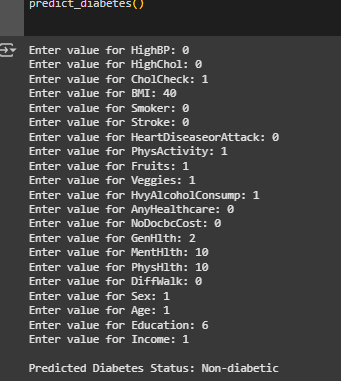 predict_diabetes()
Enter value for HighBP: 0
Enter value for HighChol: 0
Enter value for CholCheck: 1
Enter value for BMI: 40
Enter value for Smoker: 0
Enter value for Stroke: 0
Enter value for HeartDiseaseorAttack: 0
Enter value for PhysActivity: 1
Enter value for Fruits: 1
Enter value for Veggies: 1
Enter value for HvyAlcoholConsump: 1
Enter value for AnyHealthcare: 0
Enter value for NoDocbcCost: 0
Enter value for GenHlth: 2
Enter value for MentHlth: 10
Enter value for PhysHlth: 10
Enter value for DiffWalk: 0
Enter value for Sex: 1
Enter value for Age: 1
Enter value for Education: 6
Enter value for Income: 1
Predicted Diabetes Status: Non-diabetic